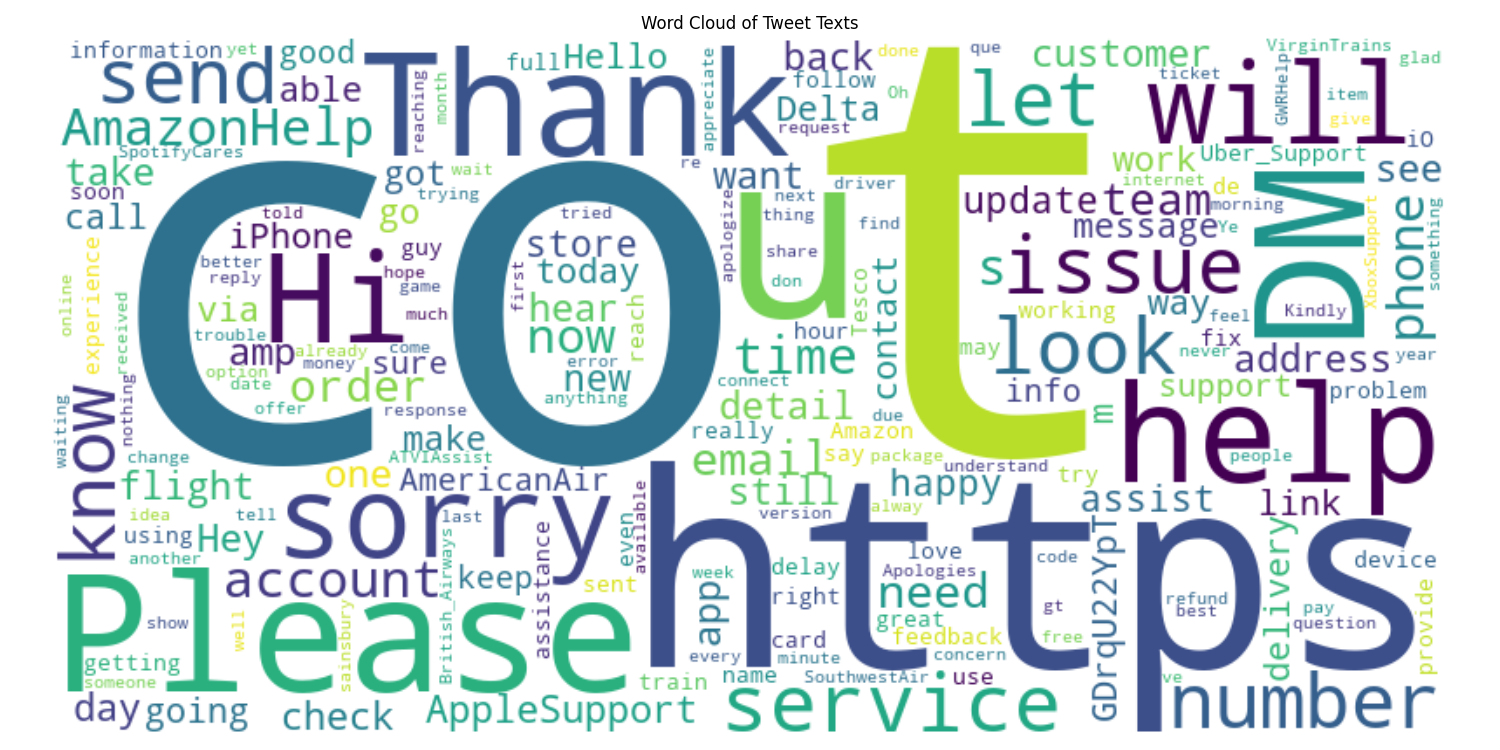 Word Cloud of Tweet Texts
information
yet
good
full
Hello
back
done
que
customer
VirginTrains
glad
send
able
Thank
reaching
month
appreciate
follow
Oh
Delta
request
let
ticket
will
GWRHelp
item
give
iO
AmazonHelp
SpotifyCares
take
soon
call
got
wait
trying
go
re
want
driver
next
thing
share
don
find
apologize
u
t
work
Uber_Support
internet
de
morning
see
update
team
message
Ye
DM
XboxSupport
phone
something
co
told
iPhone
guy
better
reply
Hi
hope
game
much
via
trouble
amp
already
come
money
sure
option
date
order
offer
response
tried
store
today
first
hear
now
reach
error
new
anything
online
experience
received
hour
Tesco
contact
s
issue
working
way
feel
Kindly
time
may
look
never
fix
address
year
connect
info
support
problem
waiting
know
nothing
change
make
ATVIAssist
really
detail
due
Amazon
say
package
m
help
people
understand
try
flight
one
AmericanAir
email
still
happy
version
alway
assist
link
idea
tell
using
Hey
another
sorry
last
even
available
https
love
Apologies
code
delay
device
GDrqU22YpT
delivery
account
British_Airways
keep
assistance
sent
week
app
right
need
great
gt
refund
best
pay
question
provide
Please
show
well
sainsbury
getting
someone
card
feedback
free
every
minute
concern
train
name
SouthwestAir
use
ve
day
going
check
AppleSupport
service
number